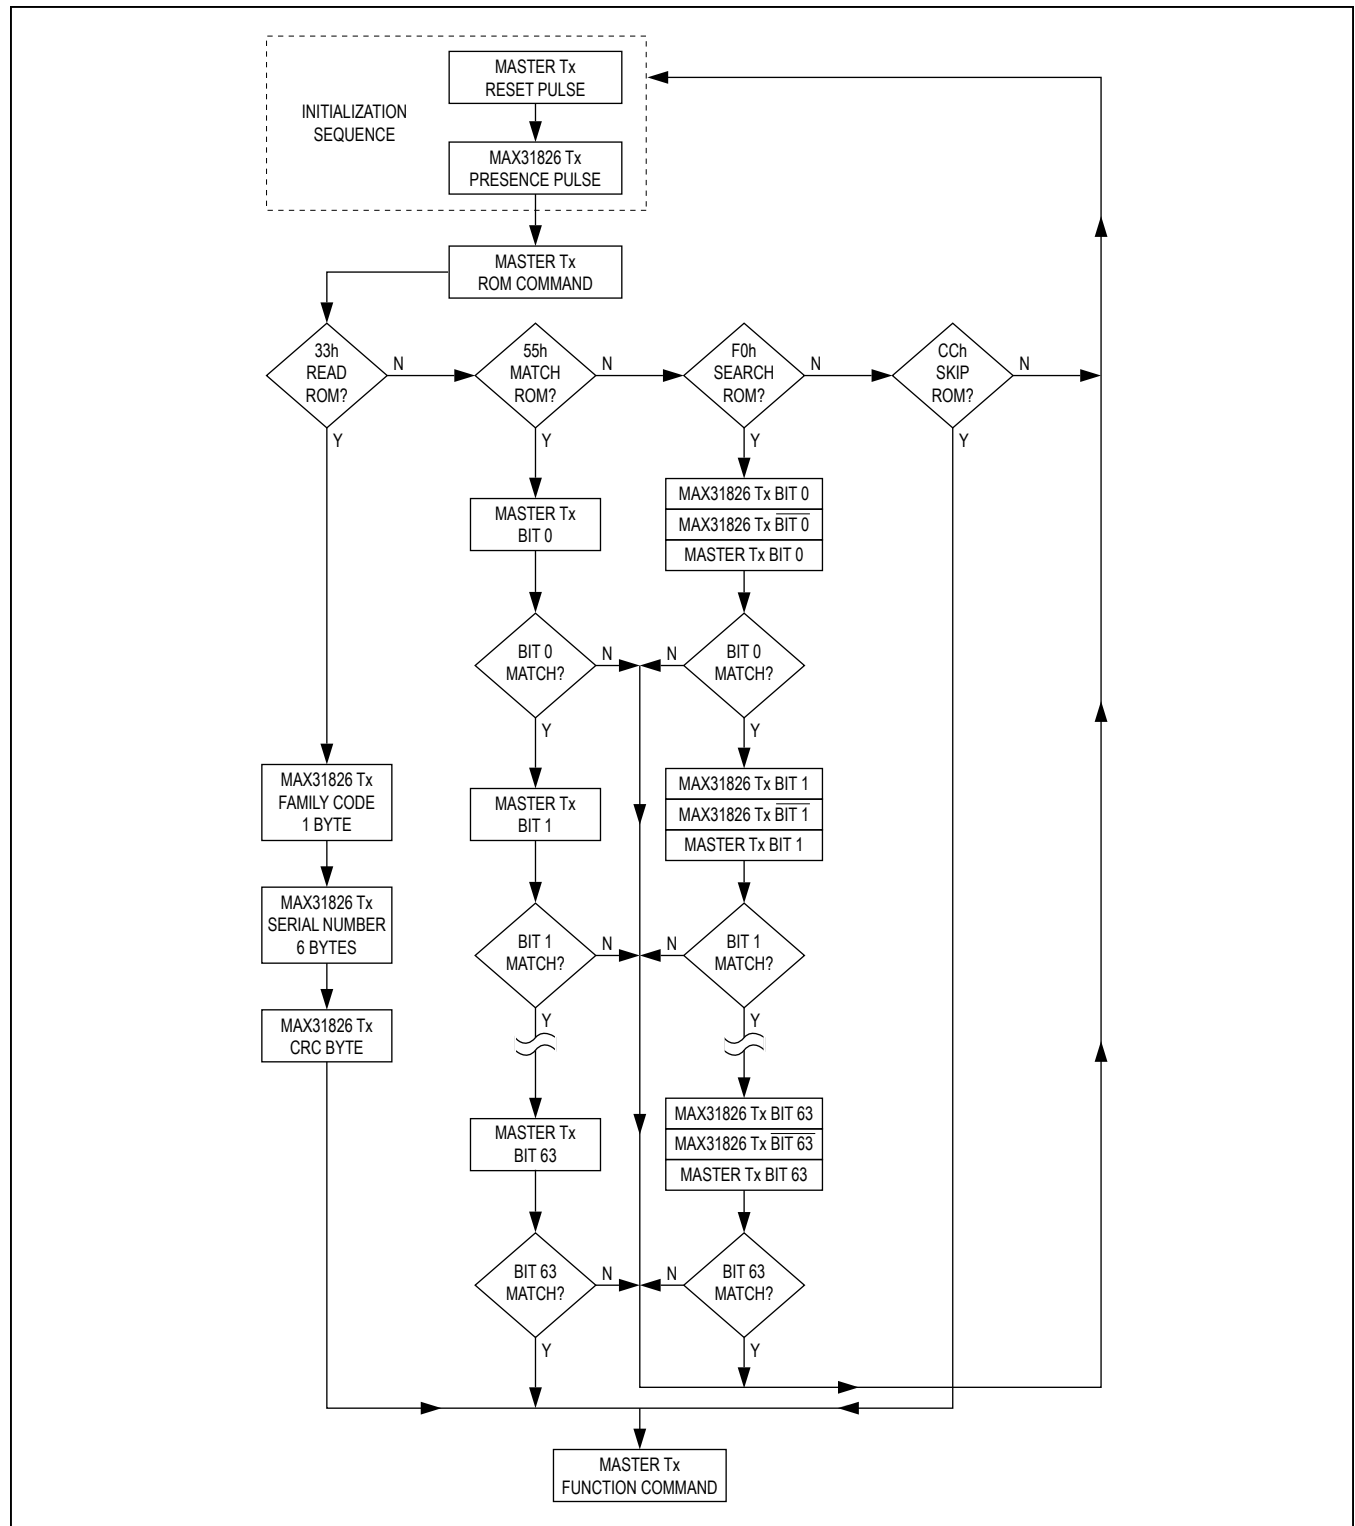 MASTER Tx
RESET PULSE
INITIALIZATION
SEQUENCE
MAX31826 Tx
PRESENCE PULSE
MASTER Tx
ROM COMMAND
33h
READ
ROM?
N
Y
55h
MATCH
ROM?
N
Y
F0h
SEARCH
ROM?
N
Y
CCh
SKIP
ROM?
N
Y
MAX31826 Tx
FAMILY CODE
1 BYTE
MAX31826 Tx
SERIAL NUMBER
6 BYTES
MAX31826 Tx
CRC BYTE
MASTER Tx
BIT 0
BIT 0
MATCH?
N
Y
MASTER Tx
BIT 1
BIT 1
MATCH?
N
Y
MASTER Tx
BIT 63
BIT 63
MATCH?
N
Y
MAX31826 Tx BIT 0
MAX31826 Tx B̅I̅T̅ ̅0̅
MASTER Tx BIT 0
N
BIT 0
MATCH?
Y
MAX31826 Tx BIT 1
MAX31826 Tx B̅I̅T̅ ̅1̅
MASTER Tx BIT 1
N
BIT 1
MATCH?
Y
MAX31826 Tx BIT 63
MAX31826 Tx B̅I̅T̅ ̅6̅3̅
MASTER Tx BIT 63
N
BIT 63
MATCH?
Y
MASTER Tx
FUNCTION COMMAND